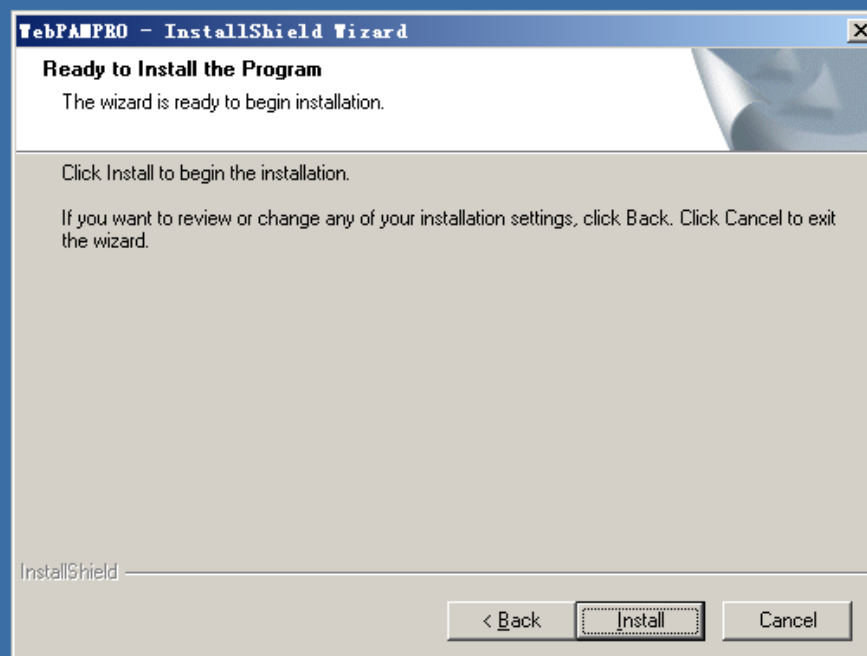 WebPAMPRO - InstallShield Wizard
Ready to Install the Program
The wizard is ready to begin installation.
Click Install to begin the installation.
If you want to review or change any of your installation settings, click Back. Click Cancel to exit
the wizard.
InstallShield
< Back Install Cancel